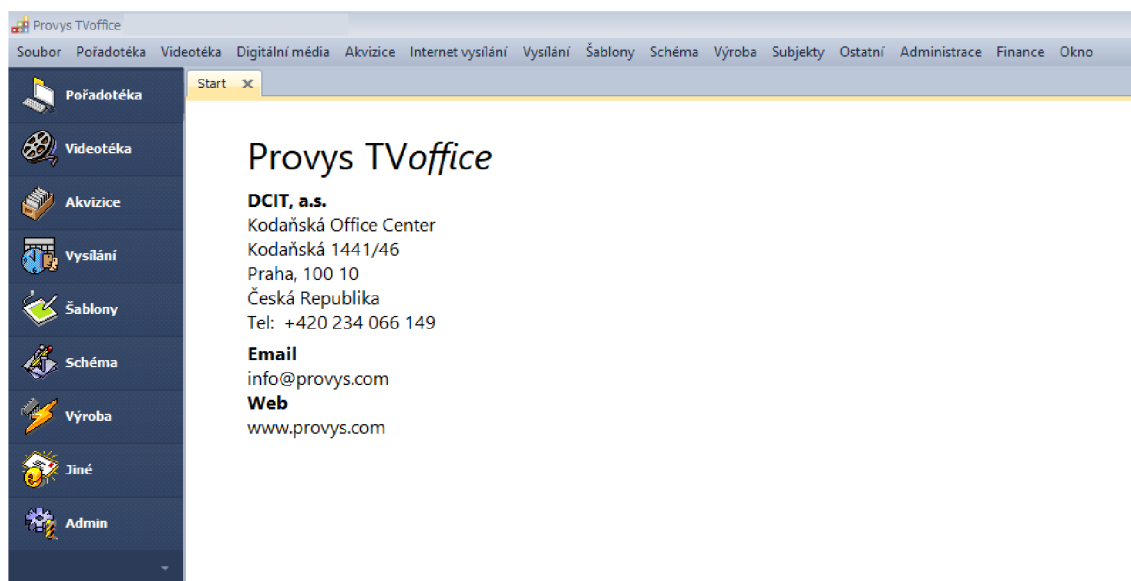 Provys TVoffice
Soubor Pořadotéka Videotéka Digitální média Akvizice Internet vysílání Vysílání Šablony Schéma Výroba Subjekty Ostatní Administrace Finance Okno
Start
Pořadotéka
Videotéka
Akvizice
Vysílání
Šablony
Schéma
Výroba
Jiné
Admin
Provys TVoffice
DCIT, a.s.
Kodaňská Office Center
Kodaňská 1441/46
Praha, 100 10
Česká Republika
Tel: +420 234 066 149
Email
info@provys.com
Web
www.provys.com